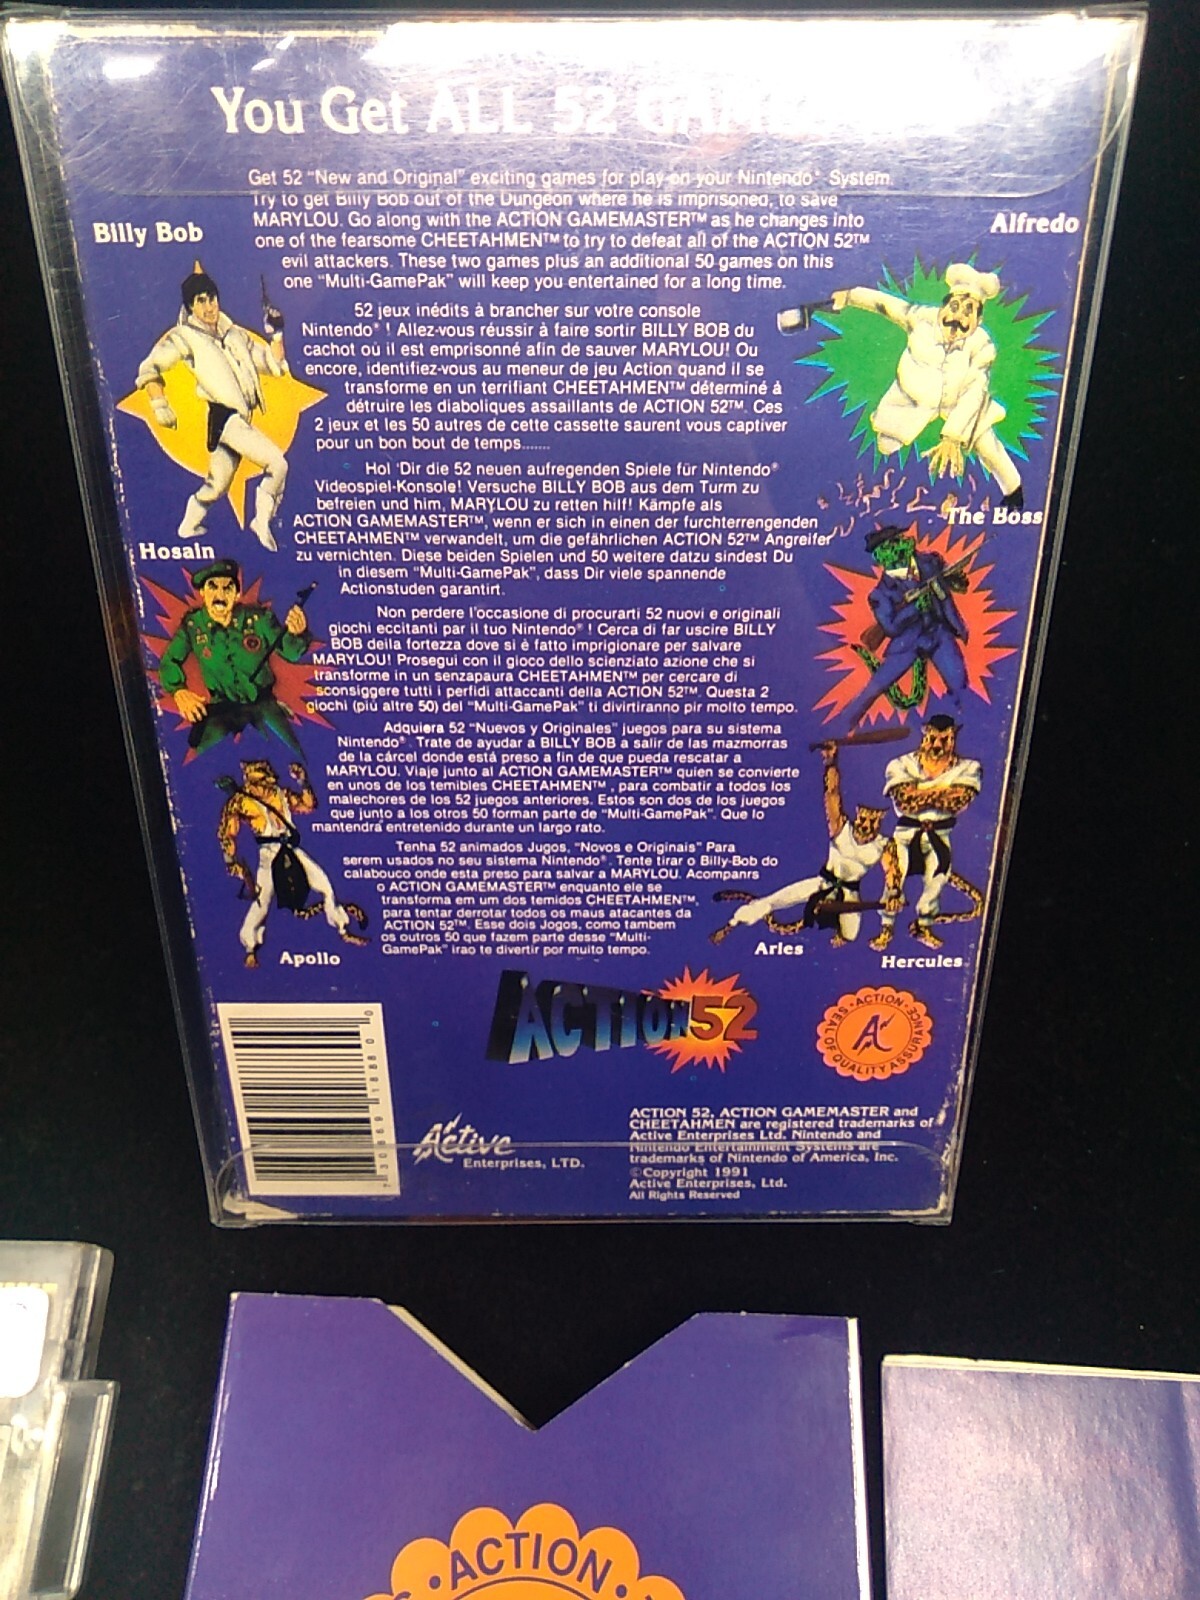 You Get ALL 52 GAMES
Get 52 "New and Original" exciting games for play on your Nintendo® System.
Try to get Billy Bob out of the Dungeon where he is imprisoned, to save
MARYLOU. Go along with the ACTION GAMEMASTER™ as he changes into
one of the fearsome CHEETAHMEN™ to try to defeat all of the ACTION 52™
evil attackers. These two games plus an additional 50 games on this
one "Multi-GamePak" will keep you entertained for a long time.
Billy Bob
Alfredo
52 jeux inédits à brancher sur votre console
Nintendo® ! Allez-vous réussir à faire sortir BILLY BOB du
cachot où il est emprisonné afin de sauver MARYLOU! Ou
encore, identifiez-vous au meneur de jeu Action quand il se
transforme en un terrifiant CHEETAHMEN™ déterminé à
détruire les diaboliques assaillants de ACTION 52™. Ces
2 jeux et les 50 autres de cette cassette saurent vous captiver
pour un bon bout de temps.......
Hol 'Dir die 52 neuen aufregenden Spiele für Nintendo®
Videospiel-Konsole! Versuche BILLY BOB aus dem Turm zu
befreien und him, MARYLOU zu retten hilf! Kämpfe als
ACTION GAMEMASTER™, wenn er sich in einen der furchterrengenden
CHEETAHMEN™ verwandelt, um die gefährlichen ACTION 52™ Angreifer
zu vernichten. Diese beiden Spielen und 50 weitere datzu sindest Du
in diesem "Multi-GamePak", dass Dir viele spannende
Actionstuden garantirt.
The Boss
Hosain
Non perdere l'occasione di procurarti 52 nuovi e originali
giochi eccitanti par il tuo Nintendo® ! Cerca di far uscire BILLY
BOB deila fortezza dove si è fatto imprigionare per salvare
MARYLOU! Prosegui con il gioco dello scienziato azione che si
transforme in un senzapaura CHEETAHMEN™ per cercare di
sconsiggere tutti i perfidi attaccanti della ACTION 52™. Questa 2
giochi (più altre 50) del "Multi-GamePak" ti divertiranno pir molto tempo.
Adquiera 52 "Nuevos y Originales" juegos para su sistema
Nintendo®. Trate de ayudar a BILLY BOB a salir de las mazmorras
de la cárcel donde está preso a fin de que pueda rescatar a
MARYLOU. Viaje junto al ACTION GAMEMASTER™ quien se convierte
en unos de los temibles CHEETAHMEN™, para combatir a todos los
malechores de los 52 juegos anteriores. Estos son dos de los juegos
que junto a los otros 50 forman parte de "Multi-GamePak". Que lo
mantendrá entretenido durante un largo rato.
Tenha 52 animados Jugos, "Novos e Originais" Para
serem usados no seu sistema Nintendo®. Tente tirar o Billy-Bob do
calabouco onde esta preso para salvar a MARYLOU. Acompanrs
o ACTION GAMEMASTER™ enquanto ele se
transforma em um dos temidos CHEETAHMEN™,
para tentar derrotar todos os maus atacantes da
ACTION 52™. Esse dois Jogos, como tambem
os outros 50 que fazem parte desse "Multi-
GamePak" irao te divertir por muito tempo.
Apollo
Aries
Hercules
ACTION 52
ACTION
SEAL OF QUALITY ASSURANCE
A
Active
Enterprises, LTD.
ACTION 52, ACTION GAMEMASTER and
CHEETAHMEN are registered trademarks of
Active Enterprises Ltd. Nintendo and
Nintendo Entertainment Systems are
trademarks of Nintendo of America, Inc.
©Copyright 1991
Active Enterprises, Ltd.
All Rights Reserved
ACTION